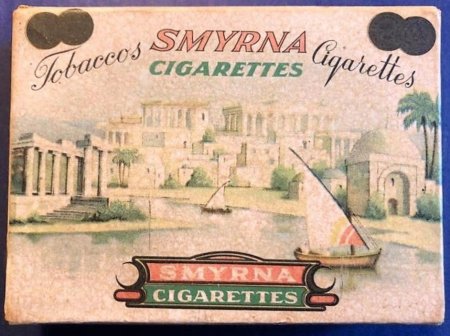 Tobaccos SMYRNA Cigarettes
CIGARETTES
SMYRNA
CIGARETTES